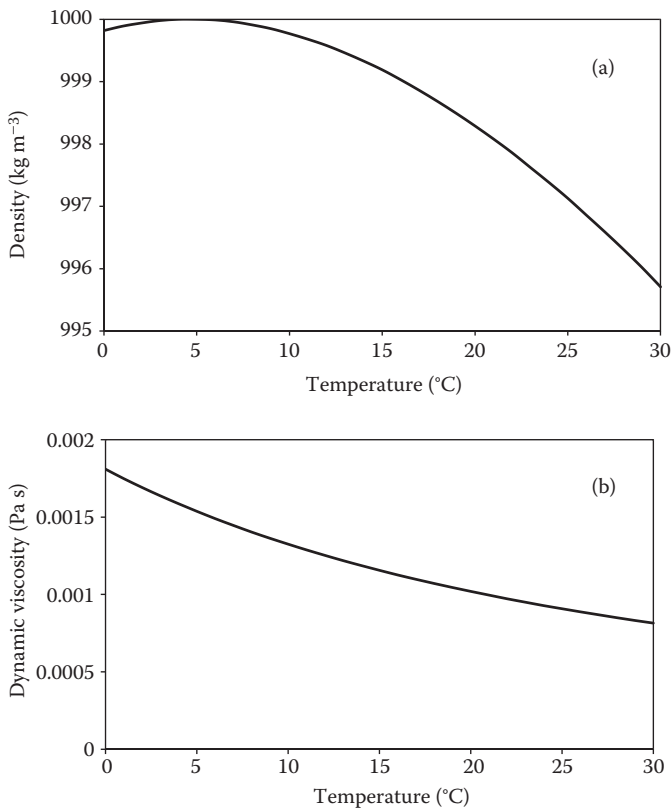 1000
999
998
997
996
995
Density (kg m⁻³)
(a)
0 5 10 15 20 25 30
Temperature (°C)
0.002
0.0015
0.001
0.0005
0
Dynamic viscosity (Pa s)
(b)
0 5 10 15 20 25 30
Temperature (°C)